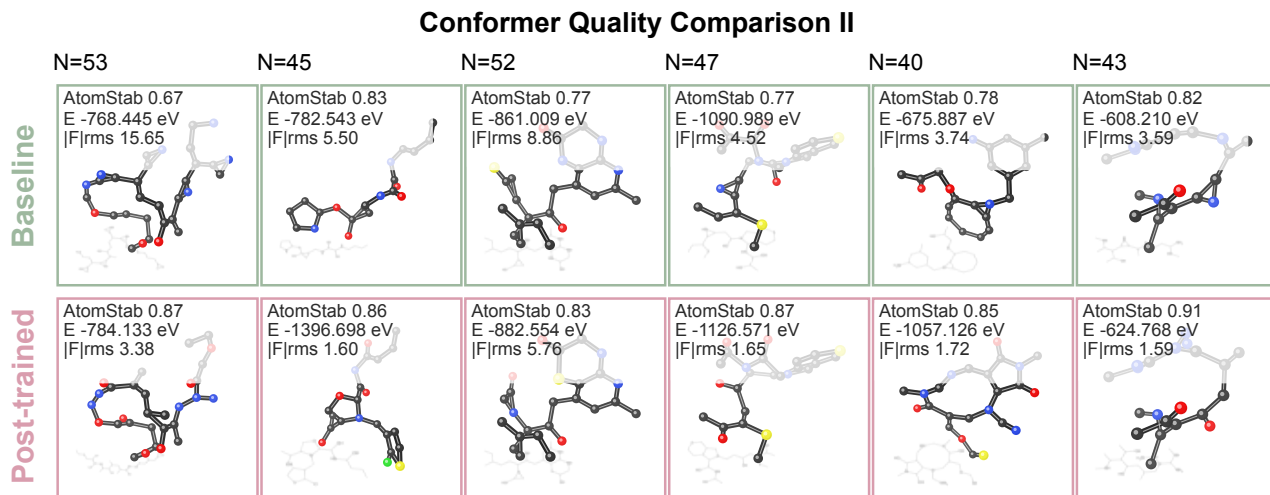 Conformer Quality Comparison II
N=53
N=45
N=52
N=47
N=40
N=43
Baseline
AtomStab 0.67
E -768.445 eV
|F|rms 15.65
AtomStab 0.83
E -782.543 eV
|F|rms 5.50
AtomStab 0.77
E -861.009 eV
|F|rms 8.86
AtomStab 0.77
E -1090.989 eV
|F|rms 4.52
AtomStab 0.78
E -675.887 eV
|F|rms 3.74
AtomStab 0.82
E -608.210 eV
|F|rms 3.59
Post-trained
AtomStab 0.87
E -784.133 eV
|F|rms 3.38
AtomStab 0.86
E -1396.698 eV
|F|rms 1.60
AtomStab 0.83
E -882.554 eV
|F|rms 5.76
AtomStab 0.87
E -1126.571 eV
|F|rms 1.65
AtomStab 0.85
E -1057.126 eV
|F|rms 1.72
AtomStab 0.91
E -624.768 eV
|F|rms 1.59